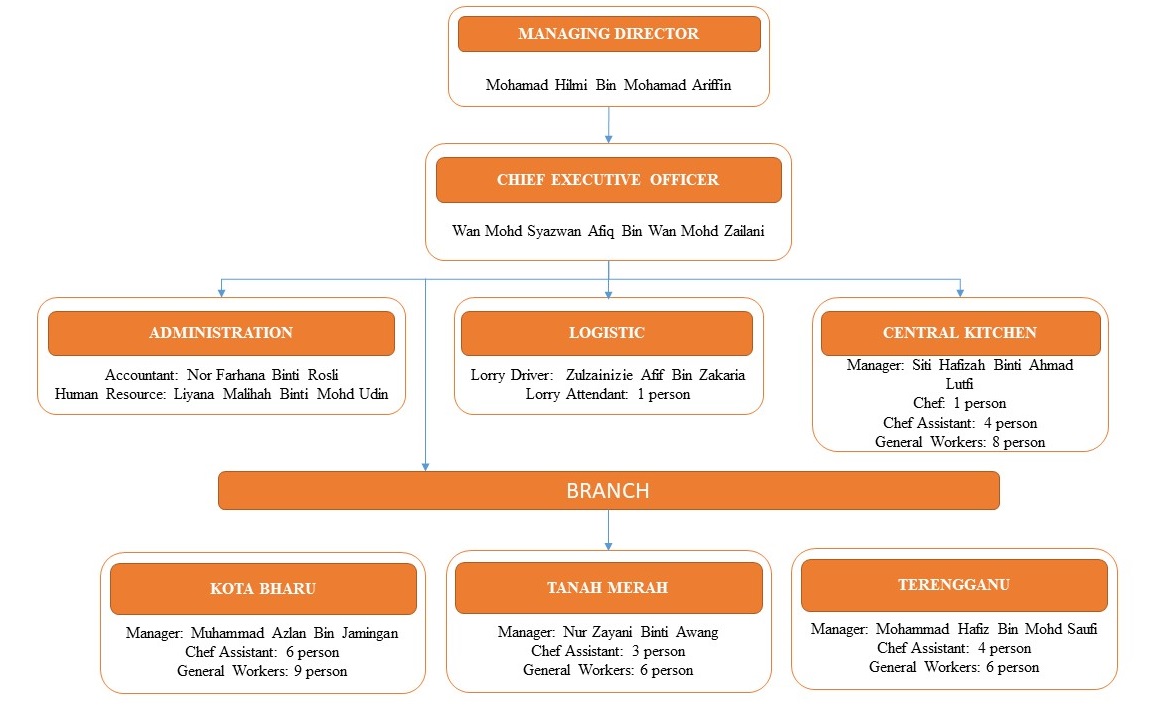 MANAGING DIRECTOR
Mohamad Hilmi Bin Mohamad Ariffin
CHIEF EXECUTIVE OFFICER
Wan Mohd Syazwan Afiq Bin Wan Mohd Zailani
ADMINISTRATION
Accountant: Nor Farhana Binti Rosli
Human Resource: Liyana Malihah Binti Mohd Udin
LOGISTIC
Lorry Driver: Zulzainizie Afif Bin Zakaria
Lorry Attendant: 1 person
CENTRAL KITCHEN
Manager: Siti Hafizah Binti Ahmad
Lutfi
Chef: 1 person
Chef Assistant: 4 person
General Workers: 8 person
BRANCH
KOTA BHARU
Manager: Muhammad Azlan Bin Jamingan
Chef Assistant: 6 person
General Workers: 9 person
TANAH MERAH
Manager: Nur Zayani Binti Awang
Chef Assistant: 3 person
General Workers: 6 person
TERENGGANU
Manager: Mohammad Hafiz Bin Mohd Saufi
Chef Assistant: 4 person
General Workers: 6 person